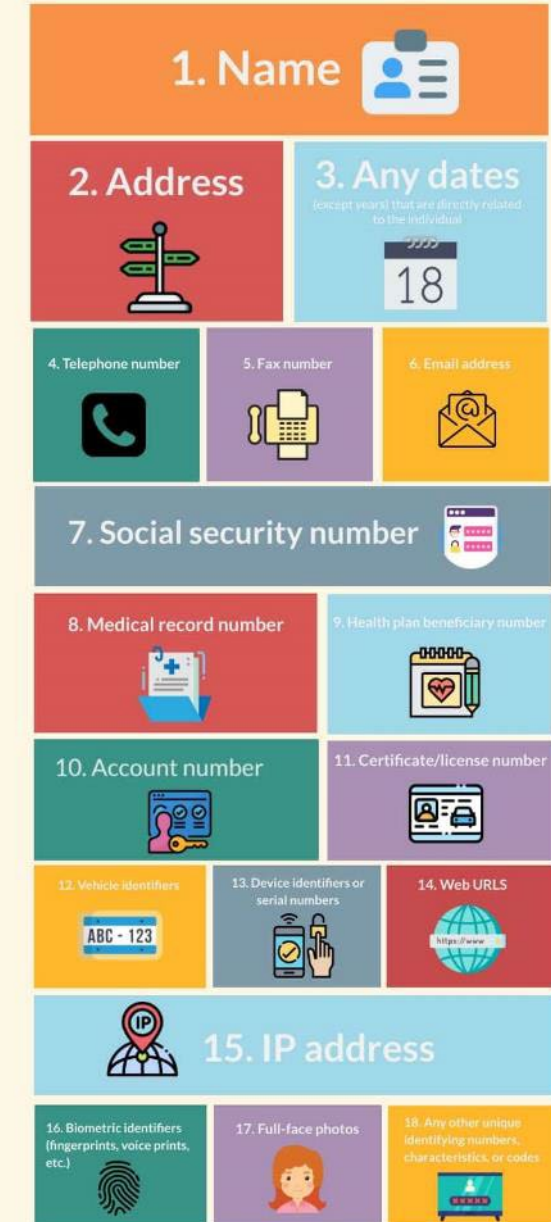 1. Name
2. Address
3. Any dates
(except years) that are directly related
to the individual
18
4. Telephone number
5. Fax number
6. Email address
@
7. Social security number
8. Medical record number
9. Health plan beneficiary number
10. Account number
11. Certificate/license number
12. Vehicle identifiers
ABC - 123
13. Device identifiers or
serial numbers
14. Web URLS
https://www
IP
15. IP address
16. Biometric identifiers
(fingerprints, voice prints,
etc.)
17. Full-face photos
18. Any other unique
identifying numbers,
characteristics, or codes